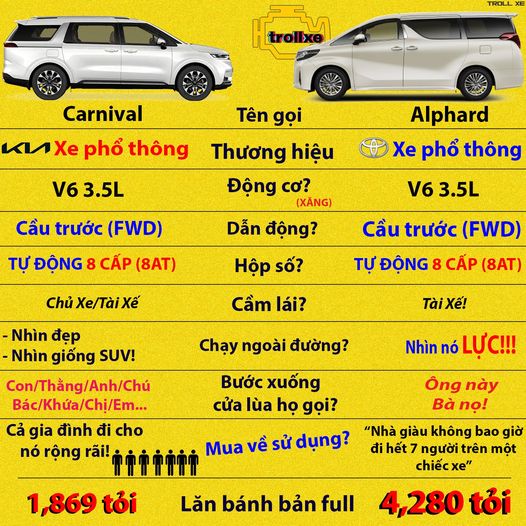 TROLL XE
trollxe
Carnival Tên gọi Alphard
KIA Xe phổ thông Thương hiệu Xe phổ thông
V6 3.5L Động cơ? V6 3.5L
(XĂNG)
Cầu trước (FWD) Dẫn động? Cầu trước (FWD)
TỰ ĐỘNG 8 CẤP (8AT) Hộp số? TỰ ĐỘNG 8 CẤP (8AT)
Chủ Xe/Tài Xế Cầm lái? Tài Xế!
- Nhìn đẹp
- Nhìn giống SUV!
Chạy ngoài đường?
Nhìn nó LỰC!!!
Con/Thằng/Anh/Chú
Bác/Khứa/Chị/Em...
Bước xuống
cửa lùa họ gọi?
Ông này
Bà nọ!
Cả gia đình đi cho
nó rộng rãi!
Mua về sử dụng?
“Nhà giàu không bao giờ
đi hết 7 người trên một
chiếc xe”
1,869 tỏi Lăn bánh bản full 4,280 tỏi